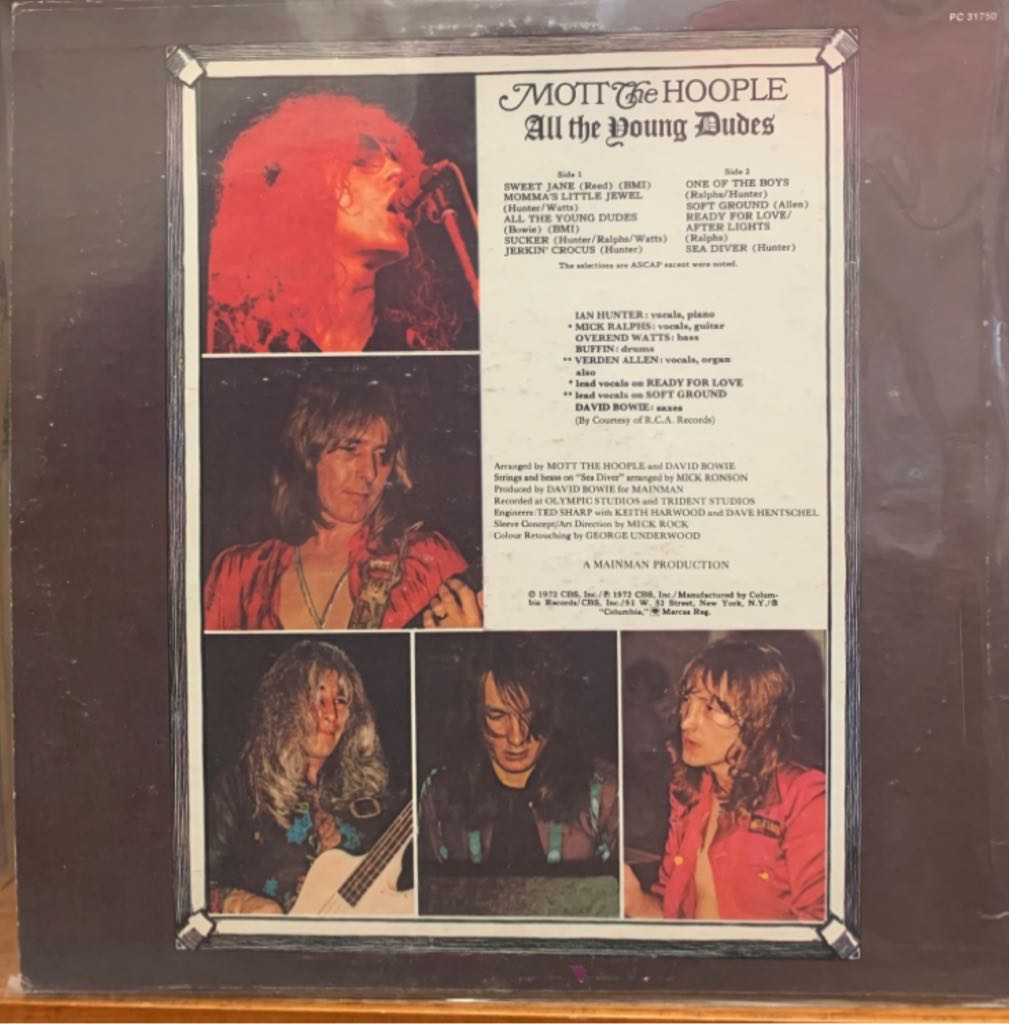 PC 31750
MOTT The HOOPLE
All the Young Dudes
Side 1
SWEET JANE (Reed) (BMI)
MOMMA'S LITTLE JEWEL
(Hunter/Watts)
ALL THE YOUNG DUDES
(Bowie) (BMI)
SUCKER (Hunter/Ralphs/Watts)
JERKIN' CROCUS (Hunter)
Side 2
ONE OF THE BOYS
(Ralphs/Hunter)
SOFT GROUND (Allen)
READY FOR LOVE/
AFTER LIGHTS
(Ralphs)
SEA DIVER (Hunter)
The selections are ASCAP except were noted.
IAN HUNTER: vocals, piano
* MICK RALPHS: vocals, guitar
OVEREND WATTS: bass
BUFFIN: drums
** VERDEN ALLEN: vocals, organ
also
* lead vocals on READY FOR LOVE
** lead vocals on SOFT GROUND
DAVID BOWIE: saxes
(By Courtesy of R.C.A. Records)
Arranged by MOTT THE HOOPLE and DAVID BOWIE
Strings and brass on "Sea Diver" arranged by MICK RONSON
Produced by DAVID BOWIE for MAINMAN
Recorded at OLYMPIC STUDIOS and TRIDENT STUDIOS
Engineers: TED SHARP with KEITH HARWOOD and DAVE HENTSCHEL
Sleeve Concept/Art Direction by MICK ROCK
Colour Retouching by GEORGE UNDERWOOD
A MAINMAN PRODUCTION
© 1972 CBS, Inc./℗ 1972 CBS, Inc./Manufactured by Colum-
bia Records/CBS, Inc./51 W. 52 Street, New York, N.Y./®
"Columbia," Marcas Reg.